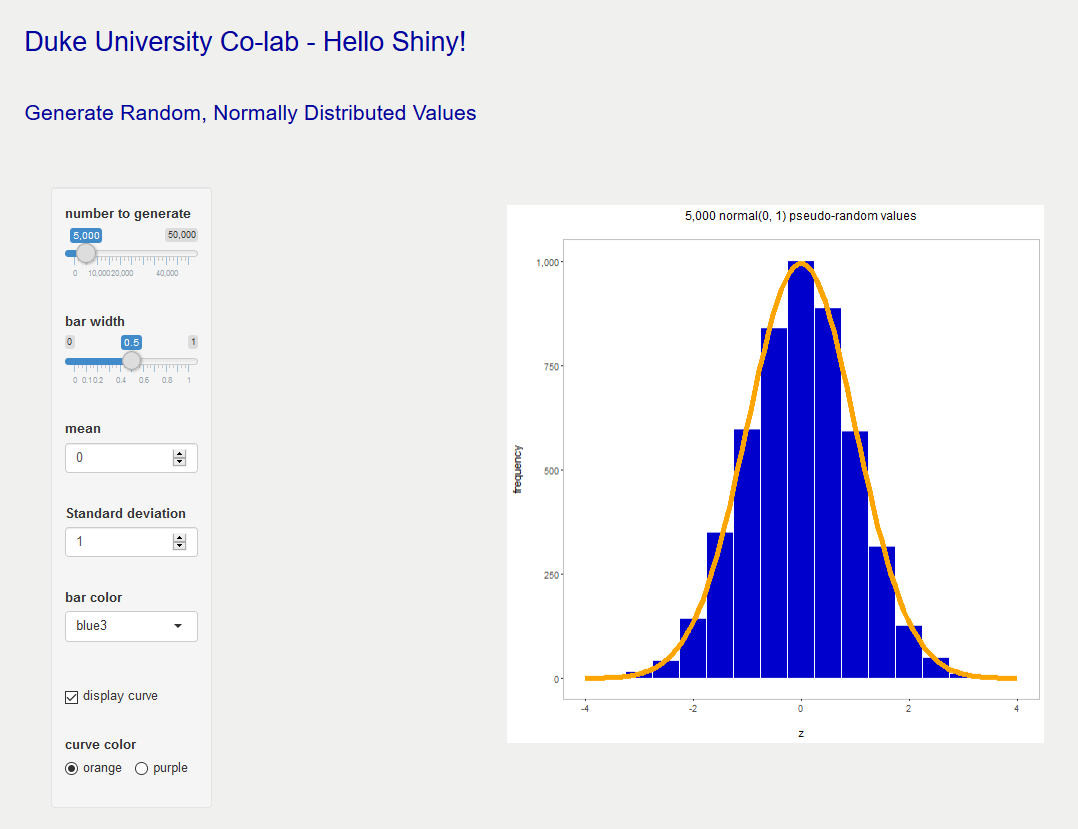 Duke University Co-lab - Hello Shiny!
Generate Random, Normally Distributed Values
number to generate
5,000 50,000
0 10,000 20,000 40,000
bar width
0 0.5 1
0 0.1 0.2 0.4 0.6 0.8 1
mean
0
Standard deviation
1
bar color
blue3
display curve
curve color
orange purple
5,000 normal(0, 1) pseudo-random values
1,000
750
frequency
500
250
0
-4 -2 0 2 4
z